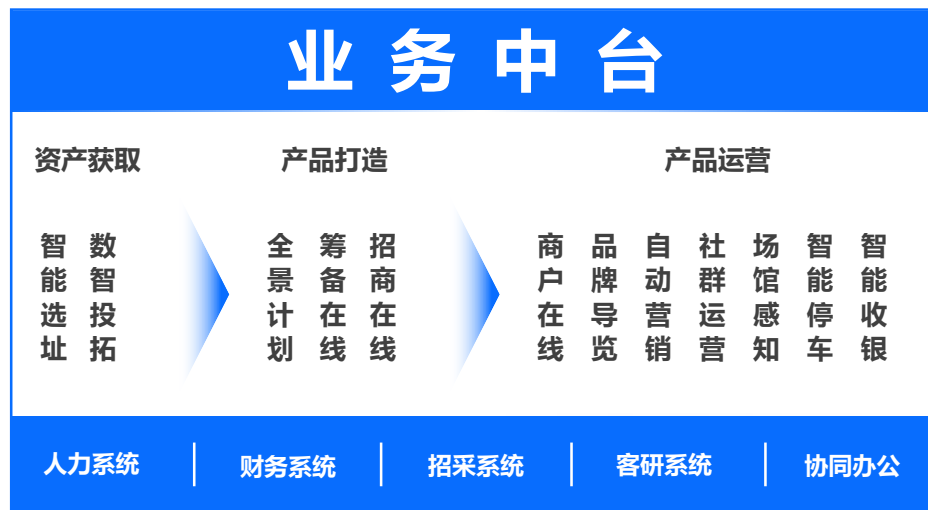 业务中台
资产获取
产品打造
产品运营
智能选址
数智投拓
全景计划
筹备在线
招商在线
商户在线
品牌导览
自动营销
社群运营
场馆感知
智能停车
智能收银
人力系统
财务系统
招采系统
客研系统
协同办公